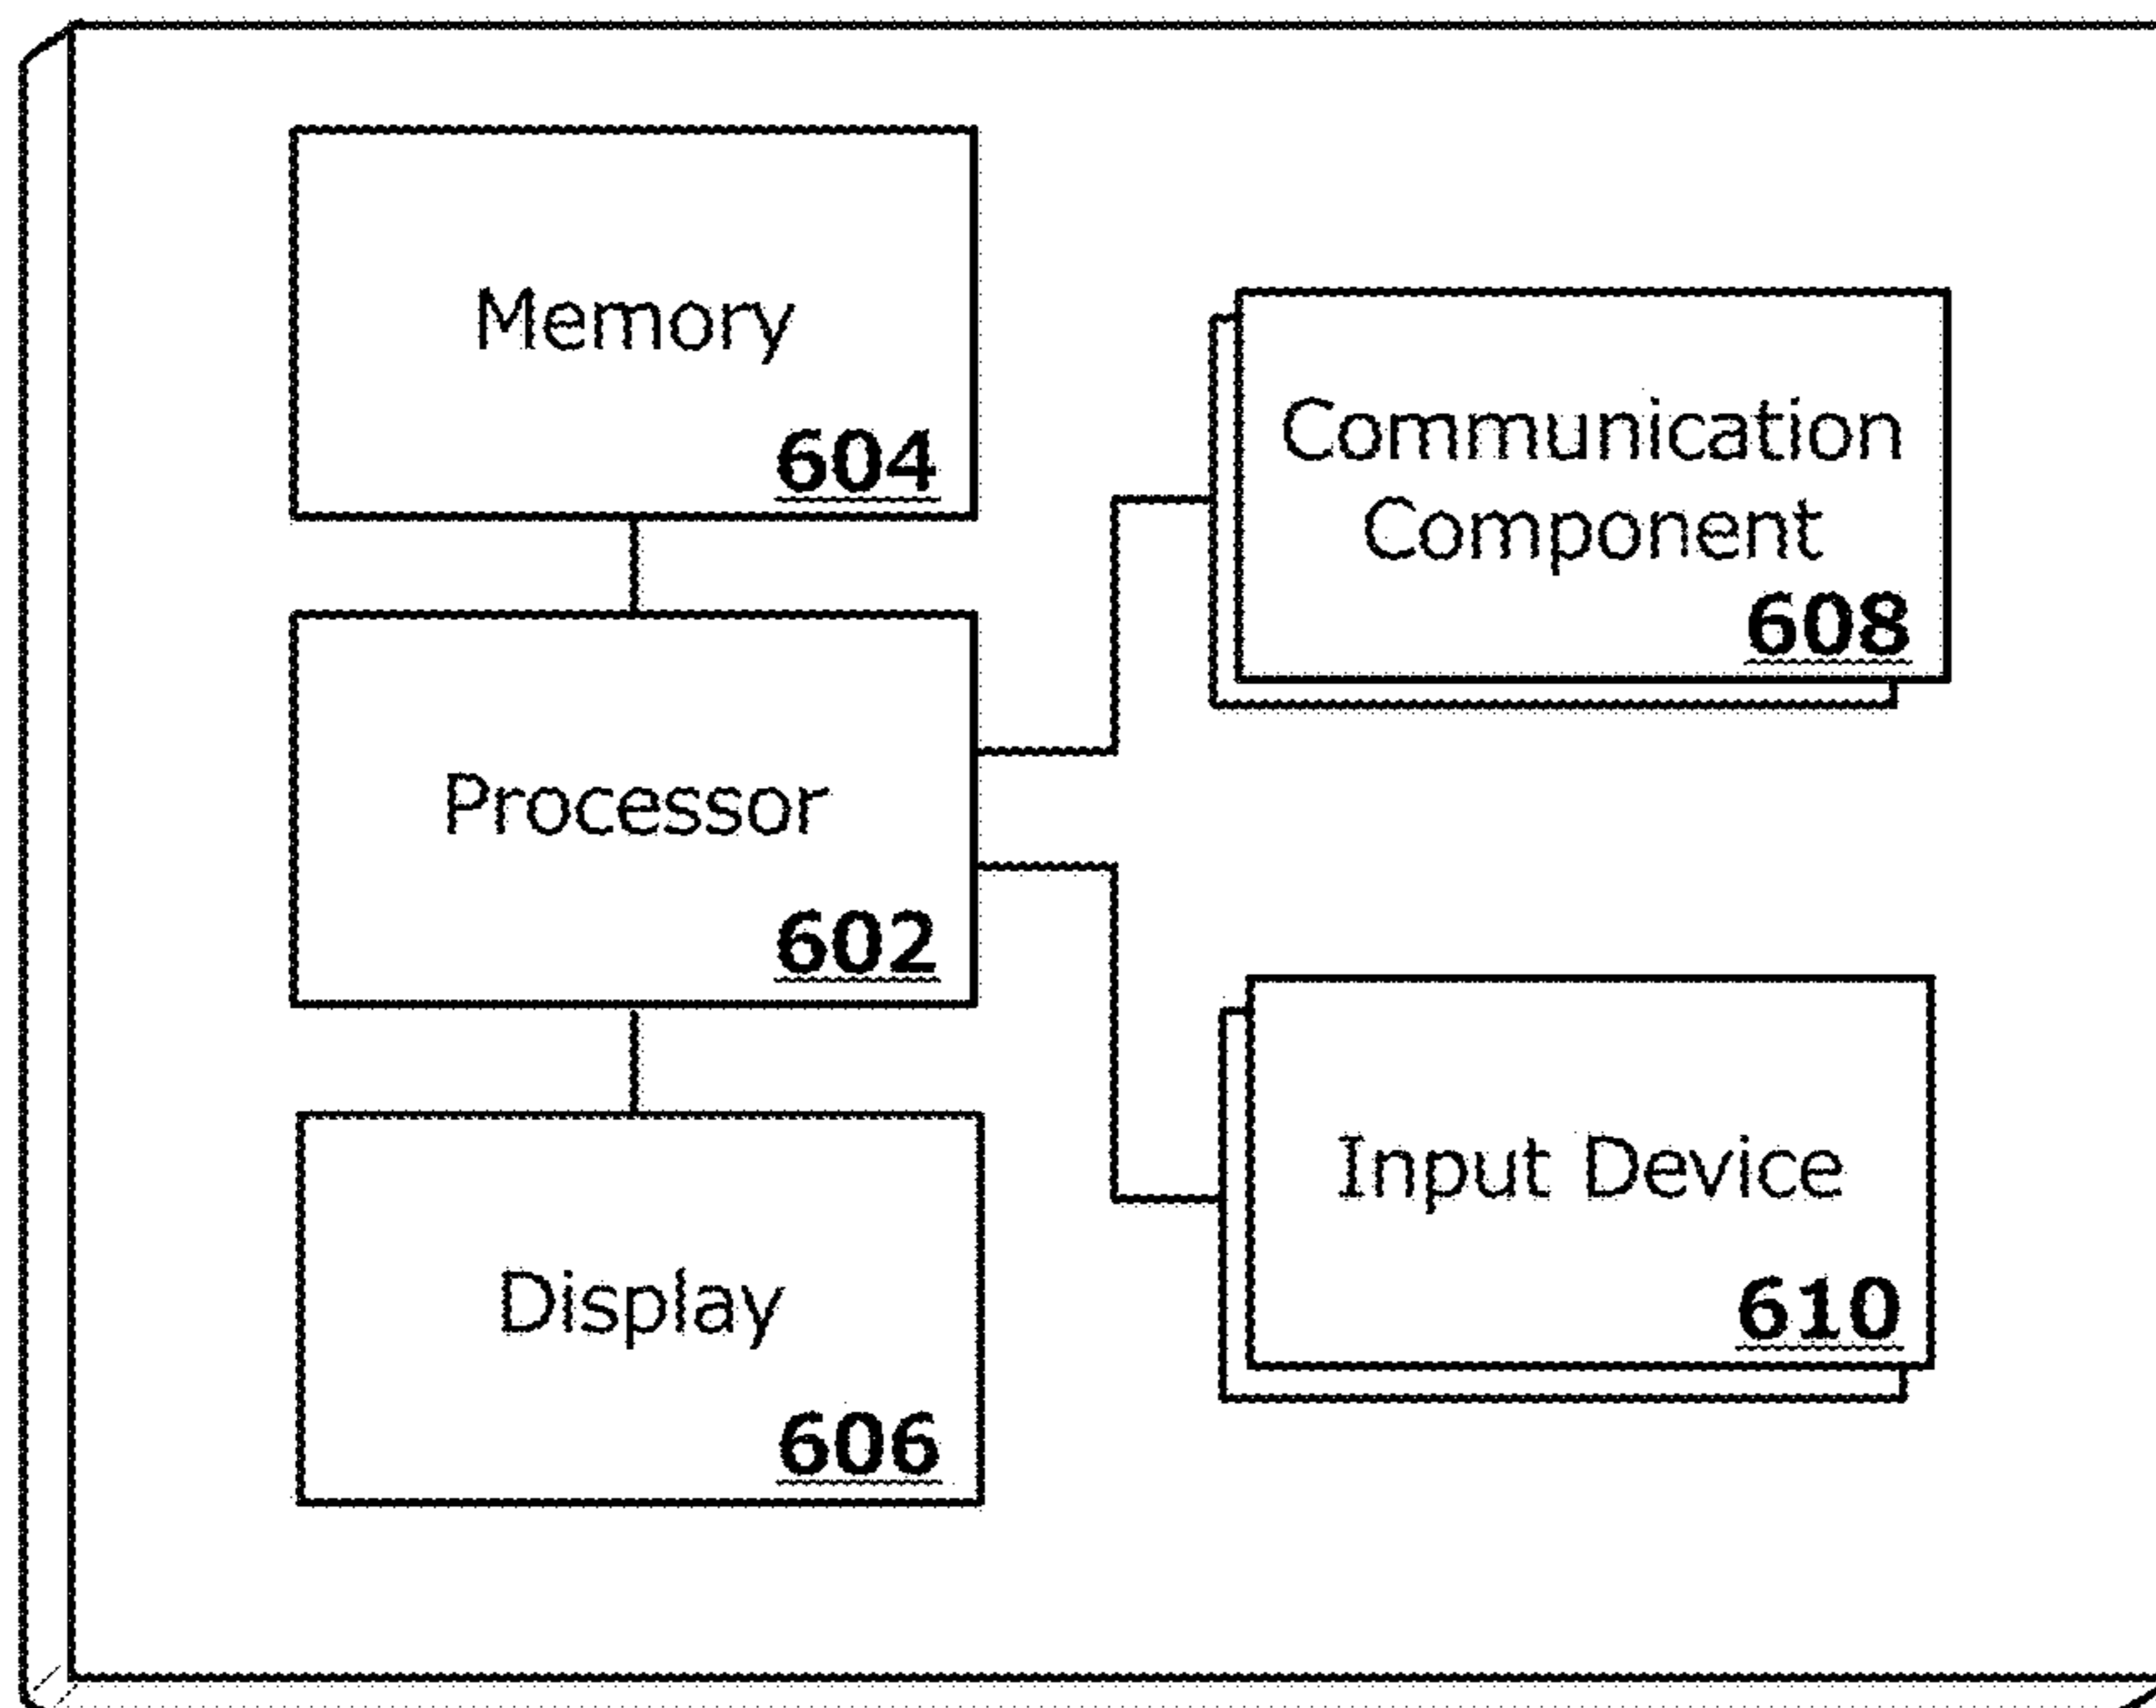 Memory
604
Communication
Component
608
Processor
602
Input Device
610
Display
606